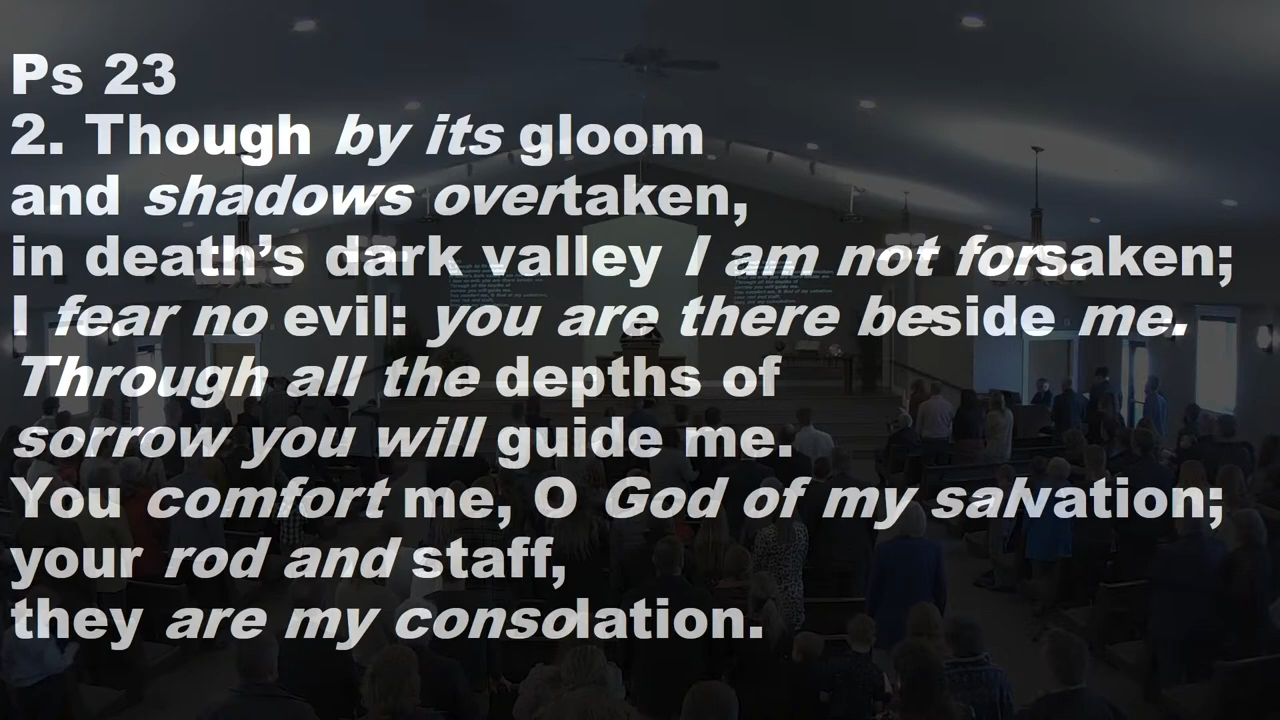 Ps 23
2. Though by its gloom
and shadows overtaken,
in death’s dark valley I am not forsaken;
I fear no evil: you are there beside me.
Through all the depths of
sorrow you will guide me.
You comfort me, O God of my salvation;
your rod and staff,
they are my consolation.